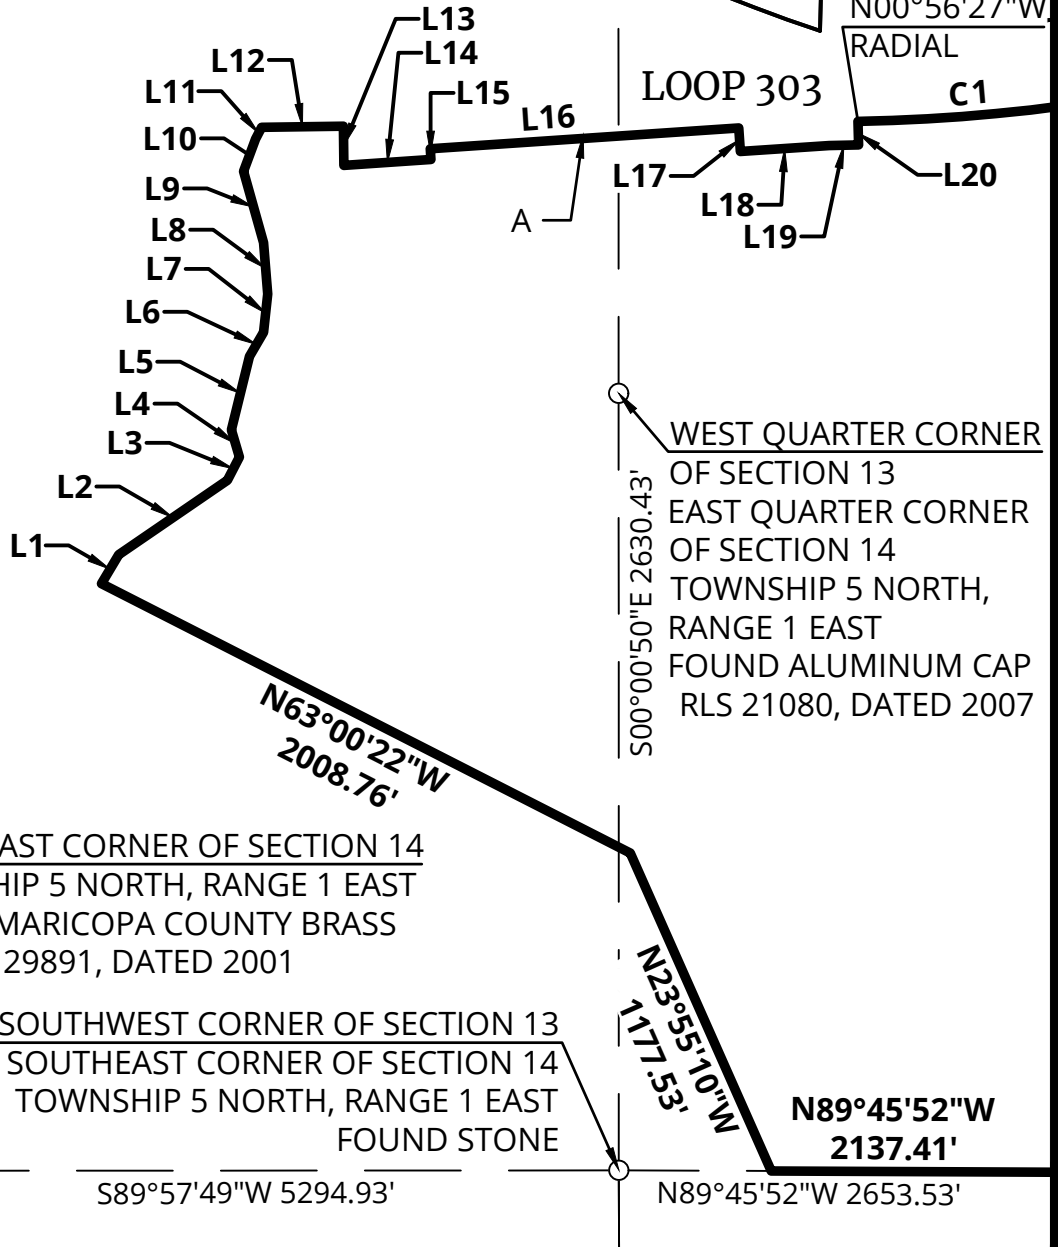 N00°56'27"W,
RADIAL
L13
L12
L14
L11
L15
LOOP 303
C1
L16
L10
L17
L20
L9
L18
A
L8
L19
L7
L6
L5
L4
L3
L2
L1
WEST QUARTER CORNER
OF SECTION 13
EAST QUARTER CORNER
OF SECTION 14
TOWNSHIP 5 NORTH,
RANGE 1 EAST
FOUND ALUMINUM CAP
RLS 21080, DATED 2007
S00°00'50"E 2630.43'
N63°00'22"W
2008.76'
AST CORNER OF SECTION 14
HIP 5 NORTH, RANGE 1 EAST
MARICOPA COUNTY BRASS
29891, DATED 2001
N23°55'10"W
1177.53'
SOUTHWEST CORNER OF SECTION 13
SOUTHEAST CORNER OF SECTION 14
TOWNSHIP 5 NORTH, RANGE 1 EAST
FOUND STONE
N89°45'52"W
2137.41'
S89°57'49"W 5294.93'
N89°45'52"W 2653.53'